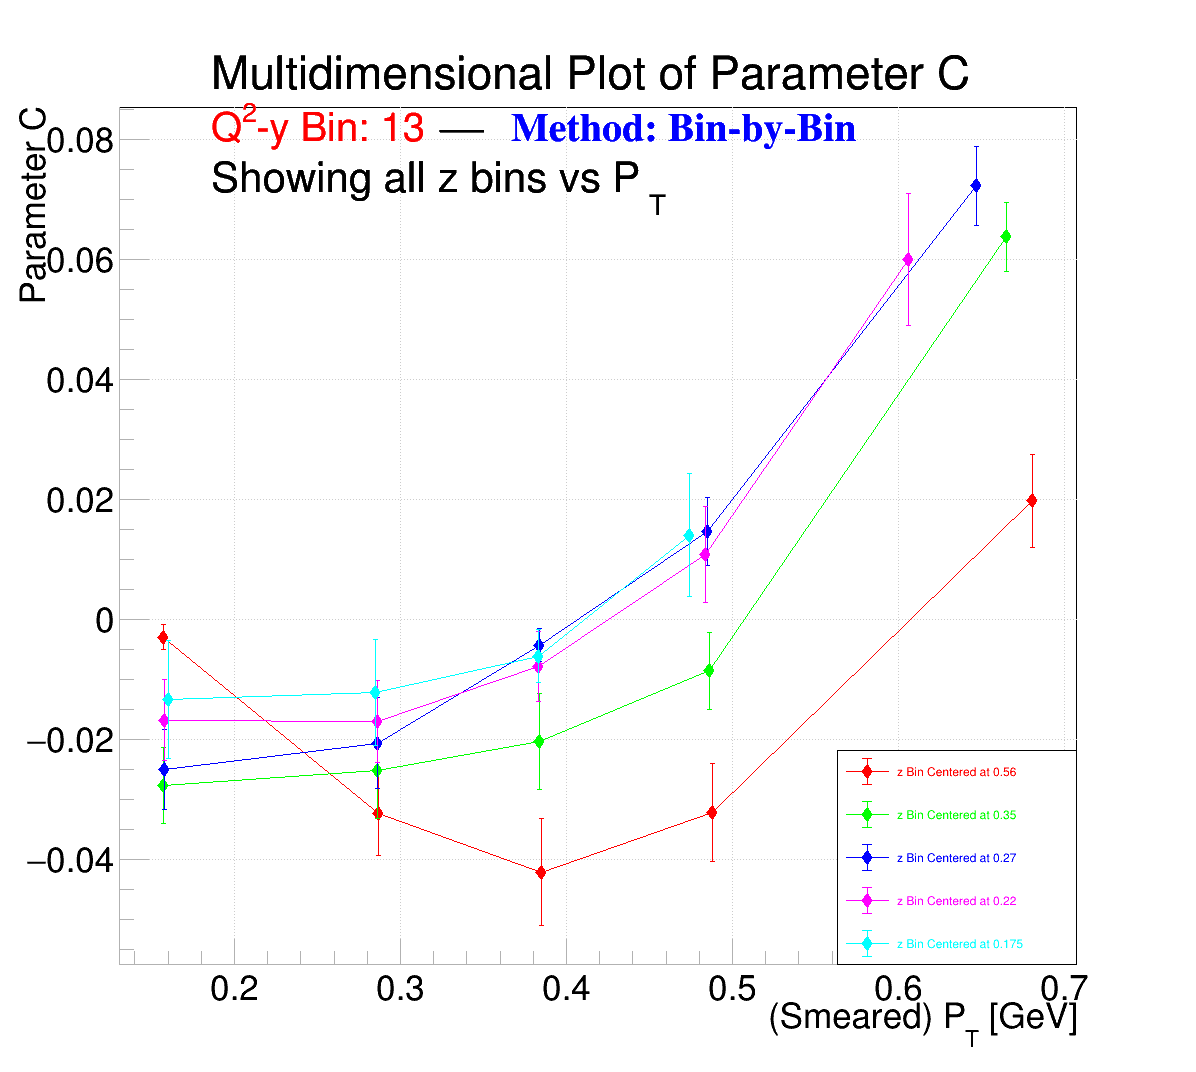 Multidimensional Plot of Parameter C
Q²-y Bin: 13 — Method: Bin-by-Bin
Showing all z bins vs P_T
Parameter C
0.08
0.06
0.04
0.02
0
−0.02
−0.04
z Bin Centered at 0.56
z Bin Centered at 0.35
z Bin Centered at 0.27
z Bin Centered at 0.22
z Bin Centered at 0.175
0.2 0.3 0.4 0.5 0.6 0.7
(Smeared) P_T [GeV]